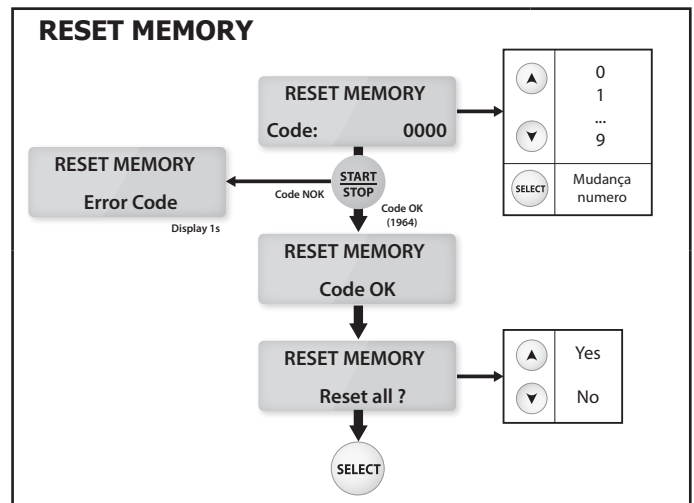 RESET MEMORY
RESET MEMORY
Code: 0000
0
1
...
9
SELECT
Mudança
numero
START
STOP
Code NOK
Code OK
(1964)
RESET MEMORY
Error Code
Display 1s
RESET MEMORY
Code OK
RESET MEMORY
Reset all ?
Yes
No
SELECT